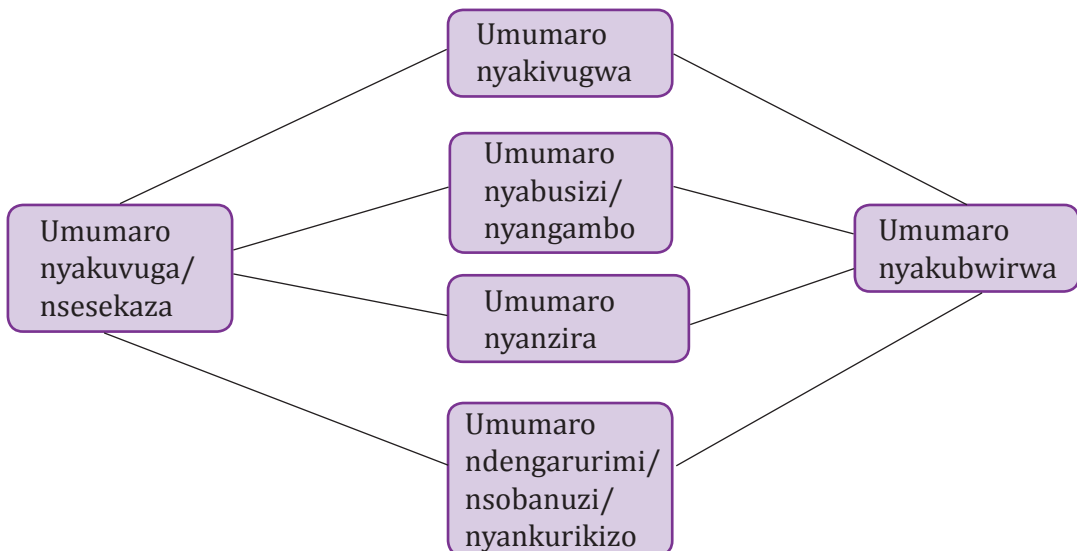 Umumaro
nyakivugwa
Umumaro
nyabusizi/
nyangambo
Umumaro
nyakuvuga/
nsesekaza
Umumaro
nyakubwirwa
Umumaro
nyanzira
Umumaro
ndengarurimi/
nsobanuzi/
nyankurikizo